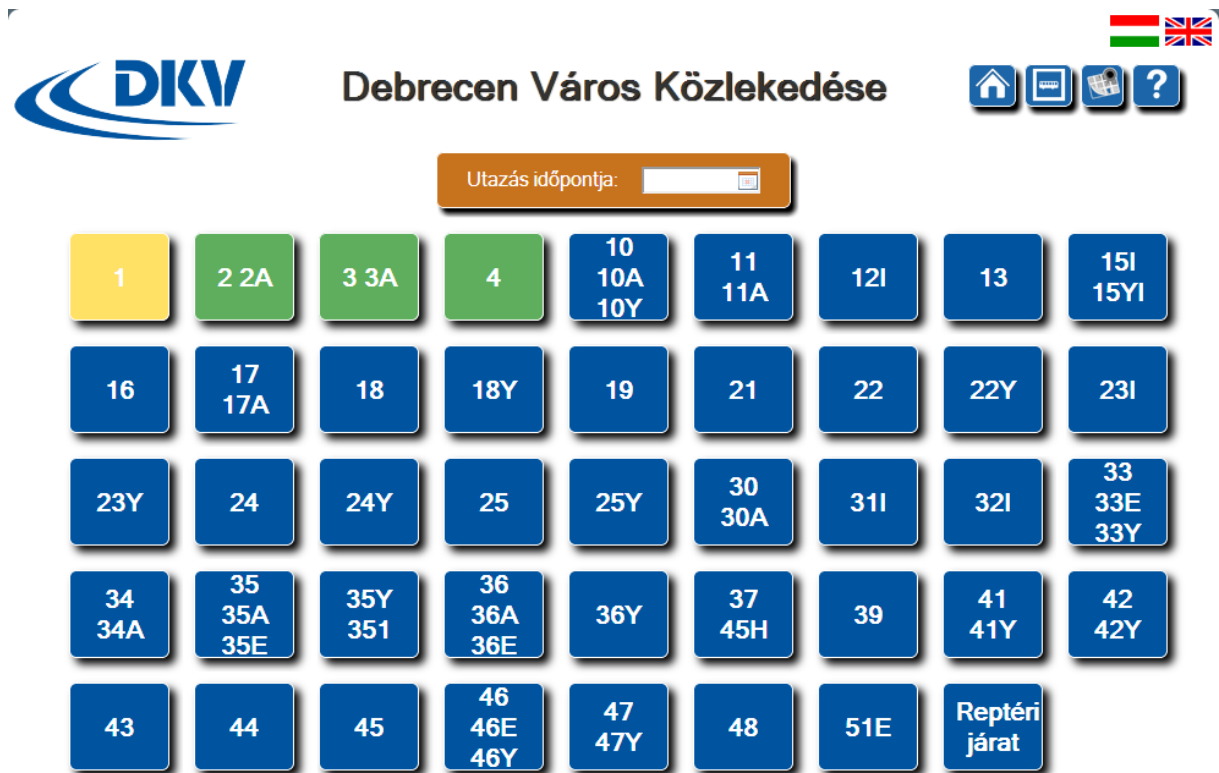 DKV
Debrecen Város Közlekedése
?
Utazás időpontja:
1
2 2A
3 3A
4
10
10A
10Y
11
11A
12I
13
15I
15YI
16
17
17A
18
18Y
19
21
22
22Y
23I
23Y
24
24Y
25
25Y
30
30A
31I
32I
33
33E
33Y
34
34A
35
35A
35E
35Y
351
36
36A
36E
36Y
37
45H
39
41
41Y
42
42Y
43
44
45
46
46E
46Y
47
47Y
48
51E
Reptéri
járat